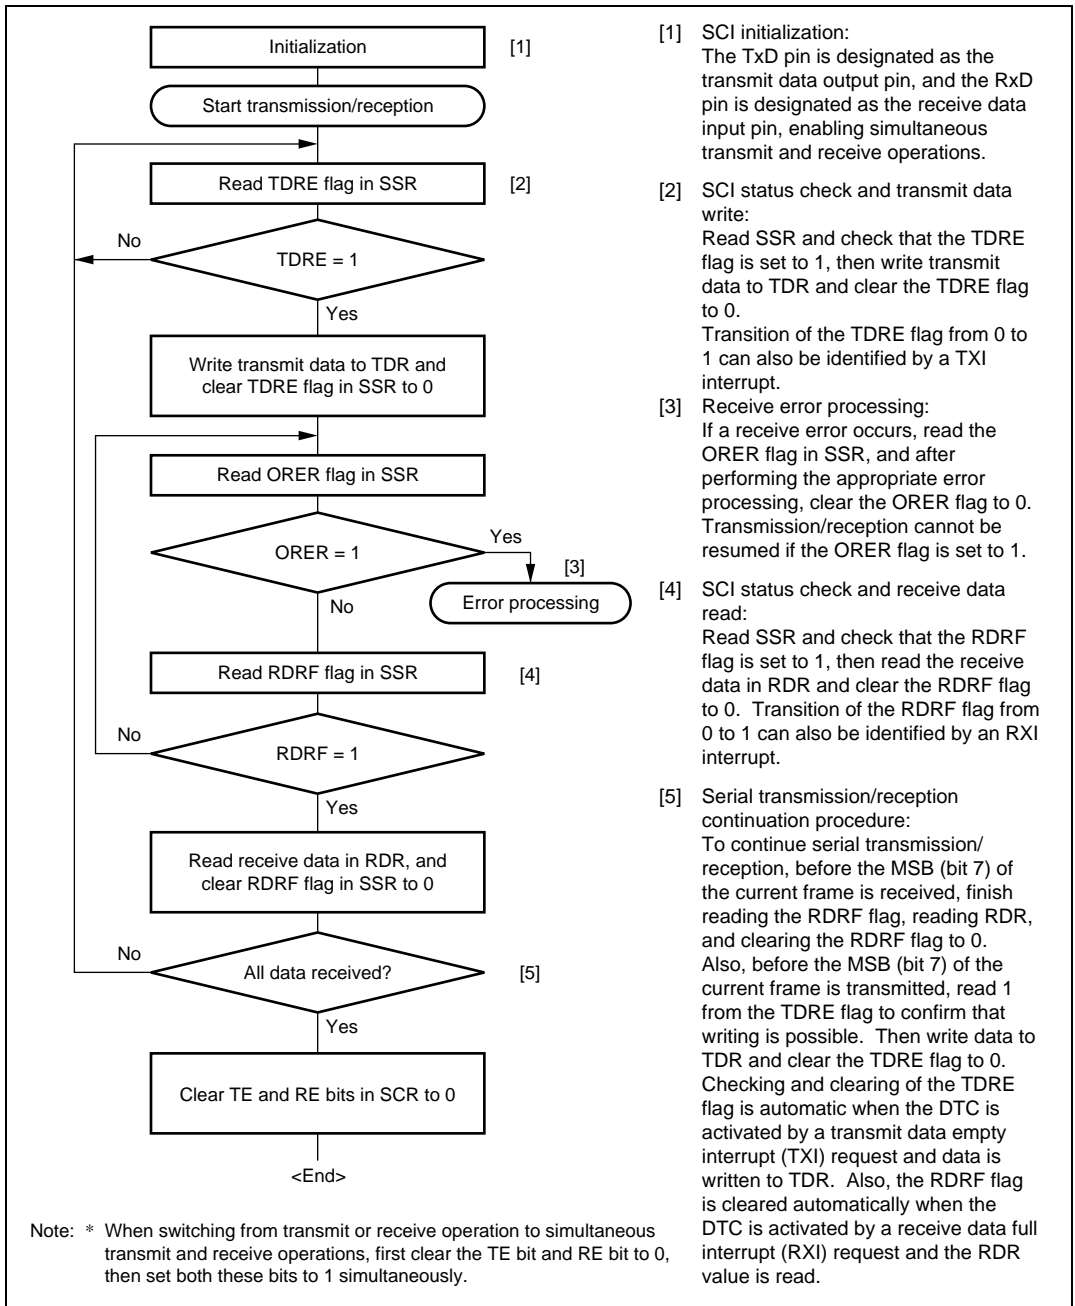 Initialization
[1]
Start transmission/reception
Read TDRE flag in SSR
[2]
No
TDRE = 1
Yes
Write transmit data to TDR and
clear TDRE flag in SSR to 0
Read ORER flag in SSR
Yes
ORER = 1
[3]
Error processing
No
Read RDRF flag in SSR
[4]
No
RDRF = 1
Yes
Read receive data in RDR, and
clear RDRF flag in SSR to 0
No
All data received?
[5]
Yes
Clear TE and RE bits in SCR to 0
<End>
[1] SCI initialization:
The TxD pin is designated as the
transmit data output pin, and the RxD
pin is designated as the receive data
input pin, enabling simultaneous
transmit and receive operations.
[2] SCI status check and transmit data
write:
Read SSR and check that the TDRE
flag is set to 1, then write transmit
data to TDR and clear the TDRE flag
to 0.
Transition of the TDRE flag from 0 to
1 can also be identified by a TXI
interrupt.
[3] Receive error processing:
If a receive error occurs, read the
ORER flag in SSR, and after
performing the appropriate error
processing, clear the ORER flag to 0.
Transmission/reception cannot be
resumed if the ORER flag is set to 1.
[4] SCI status check and receive data
read:
Read SSR and check that the RDRF
flag is set to 1, then read the receive
data in RDR and clear the RDRF flag
to 0. Transition of the RDRF flag from
0 to 1 can also be identified by an RXI
interrupt.
[5] Serial transmission/reception
continuation procedure:
To continue serial transmission/
reception, before the MSB (bit 7) of
the current frame is received, finish
reading the RDRF flag, reading RDR,
and clearing the RDRF flag to 0.
Also, before the MSB (bit 7) of the
current frame is transmitted, read 1
from the TDRE flag to confirm that
writing is possible. Then write data to
TDR and clear the TDRE flag to 0.
Checking and clearing of the TDRE
flag is automatic when the DTC is
activated by a transmit data empty
interrupt (TXI) request and data is
written to TDR. Also, the RDRF flag
is cleared automatically when the
DTC is activated by a receive data full
interrupt (RXI) request and the RDR
value is read.
Note: * When switching from transmit or receive operation to simultaneous
transmit and receive operations, first clear the TE bit and RE bit to 0,
then set both these bits to 1 simultaneously.